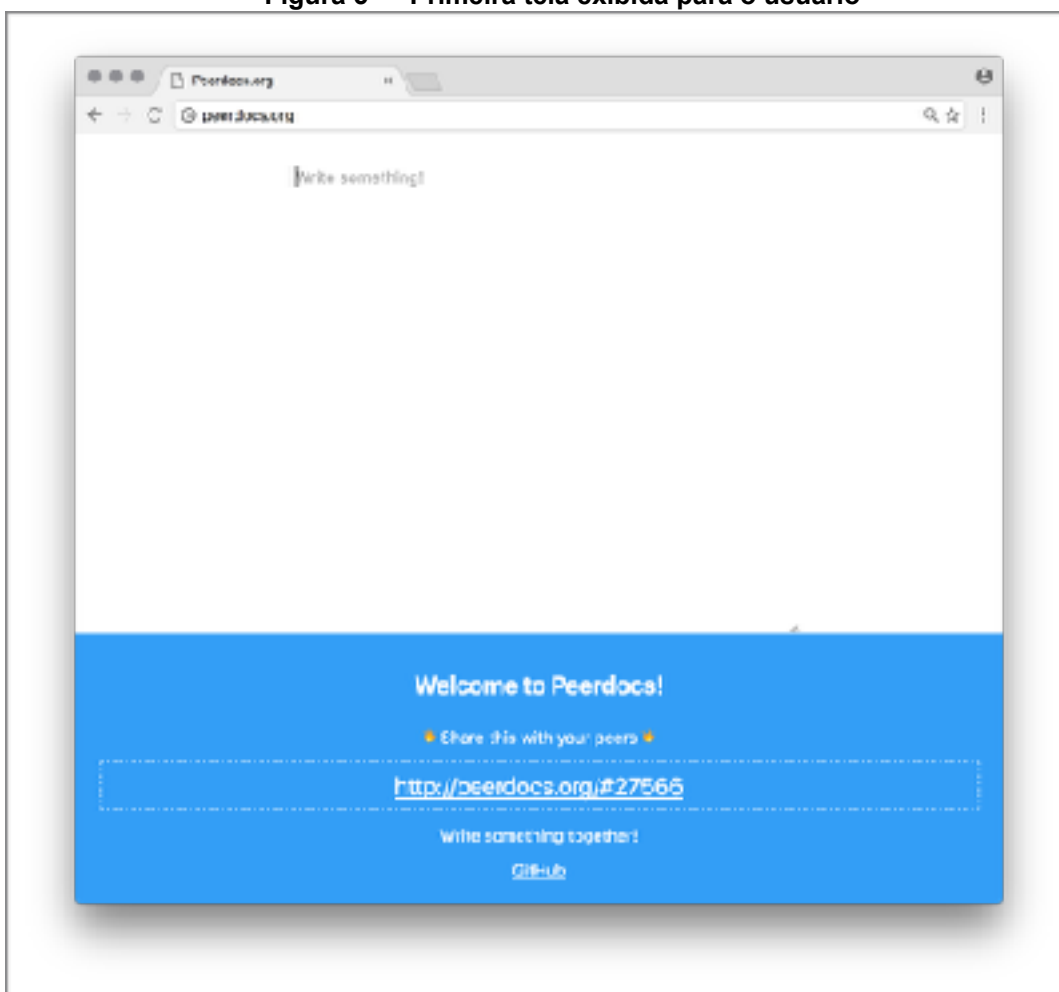 Primeira tela exibida para o usuário
Peerdocs.org
peerdocs.org
Write something!
Welcome to Peerdocs!
Share this with your peers
http://peerdocs.org/#27566
Write something together!
GitHub